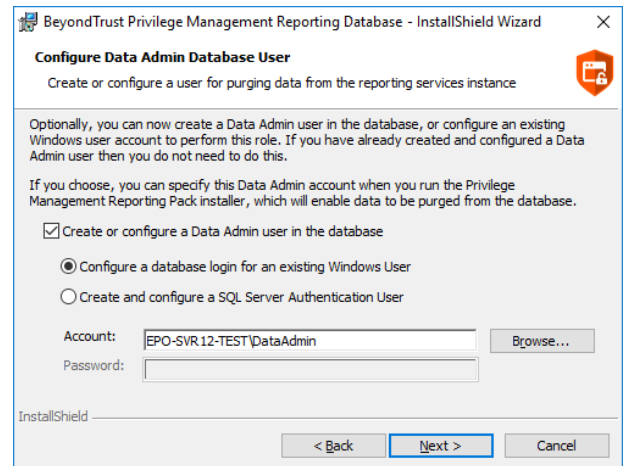 BeyondTrust Privilege Management Reporting Database - InstallShield Wizard
Configure Data Admin Database User
Create or configure a user for purging data from the reporting services instance
Optionally, you can now create a Data Admin user in the database, or configure an existing
Windows user account to perform this role. If you have already created and configured a Data
Admin user then you do not need to do this.
If you choose, you can specify this Data Admin account when you run the Privilege
Management Reporting Pack installer, which will enable data to be purged from the database.
Create or configure a Data Admin user in the database
Configure a database login for an existing Windows User
Create and configure a SQL Server Authentication User
Account: EPO-SVR12-TEST\DataAdmin Browse...
Password:
InstallShield
< Back Next > Cancel